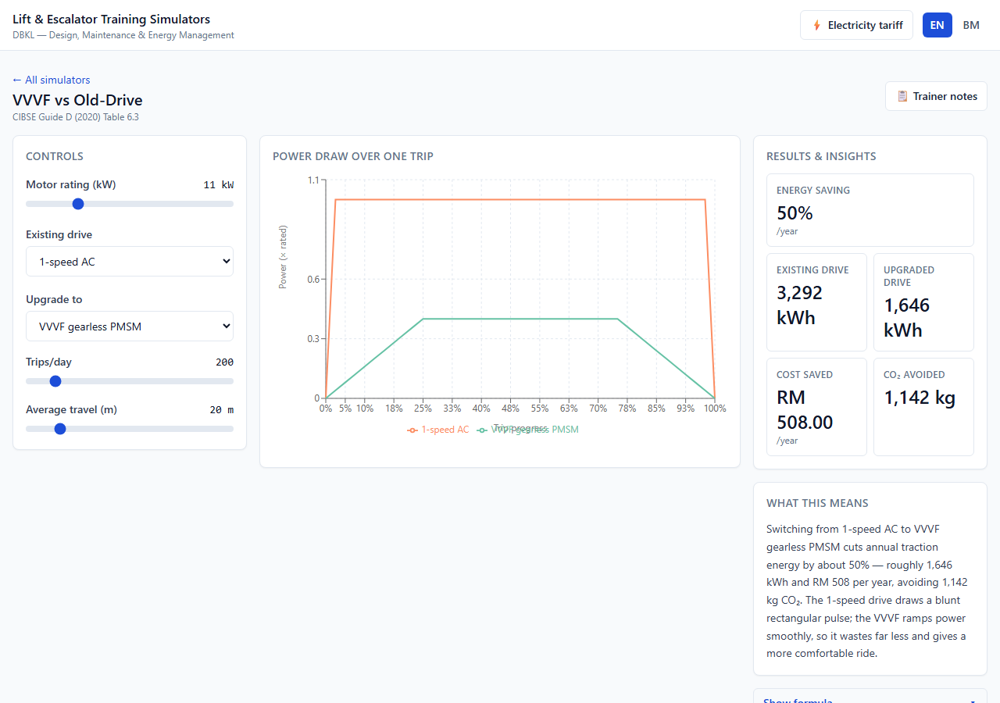 Lift & Escalator Training Simulators
DBKL — Design, Maintenance & Energy Management
Electricity tariff
EN
BM
← All simulators
VVVF vs Old-Drive
CIBSE Guide D (2020) Table 6.3
Trainer notes
CONTROLS
Motor rating (kW)
11 kW
Existing drive
1-speed AC
Upgrade to
VVVF gearless PMSM
Trips/day
200
Average travel (m)
20 m
POWER DRAW OVER ONE TRIP
Power (× rated)
1.1
0.6
0.3
0
0% 5% 10% 18% 25% 33% 40% 48% 55% 63% 70% 78% 85% 93% 100%
Trip progress
1-speed AC
VVVF gearless PMSM
RESULTS & INSIGHTS
ENERGY SAVING
50%
/year
EXISTING DRIVE
3,292
kWh
UPGRADED
DRIVE
1,646
kWh
COST SAVED
RM
508.00
/year
CO₂ AVOIDED
1,142 kg
WHAT THIS MEANS
Switching from 1-speed AC to VVVF
gearless PMSM cuts annual traction
energy by about 50% — roughly 1,646
kWh and RM 508 per year, avoiding 1,142
kg CO₂. The 1-speed drive draws a blunt
rectangular pulse; the VVVF ramps power
smoothly, so it wastes far less and gives a
more comfortable ride.
Show formula